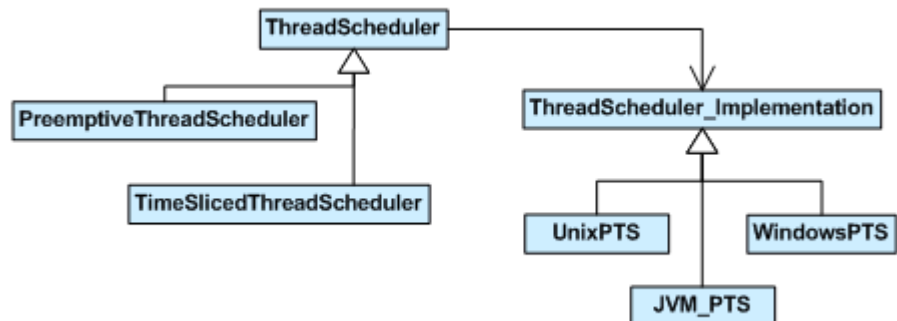 ThreadScheduler
PreemptiveThreadScheduler
ThreadScheduler_Implementation
TimeSlicedThreadScheduler
UnixPTS
WindowsPTS
JVM_PTS